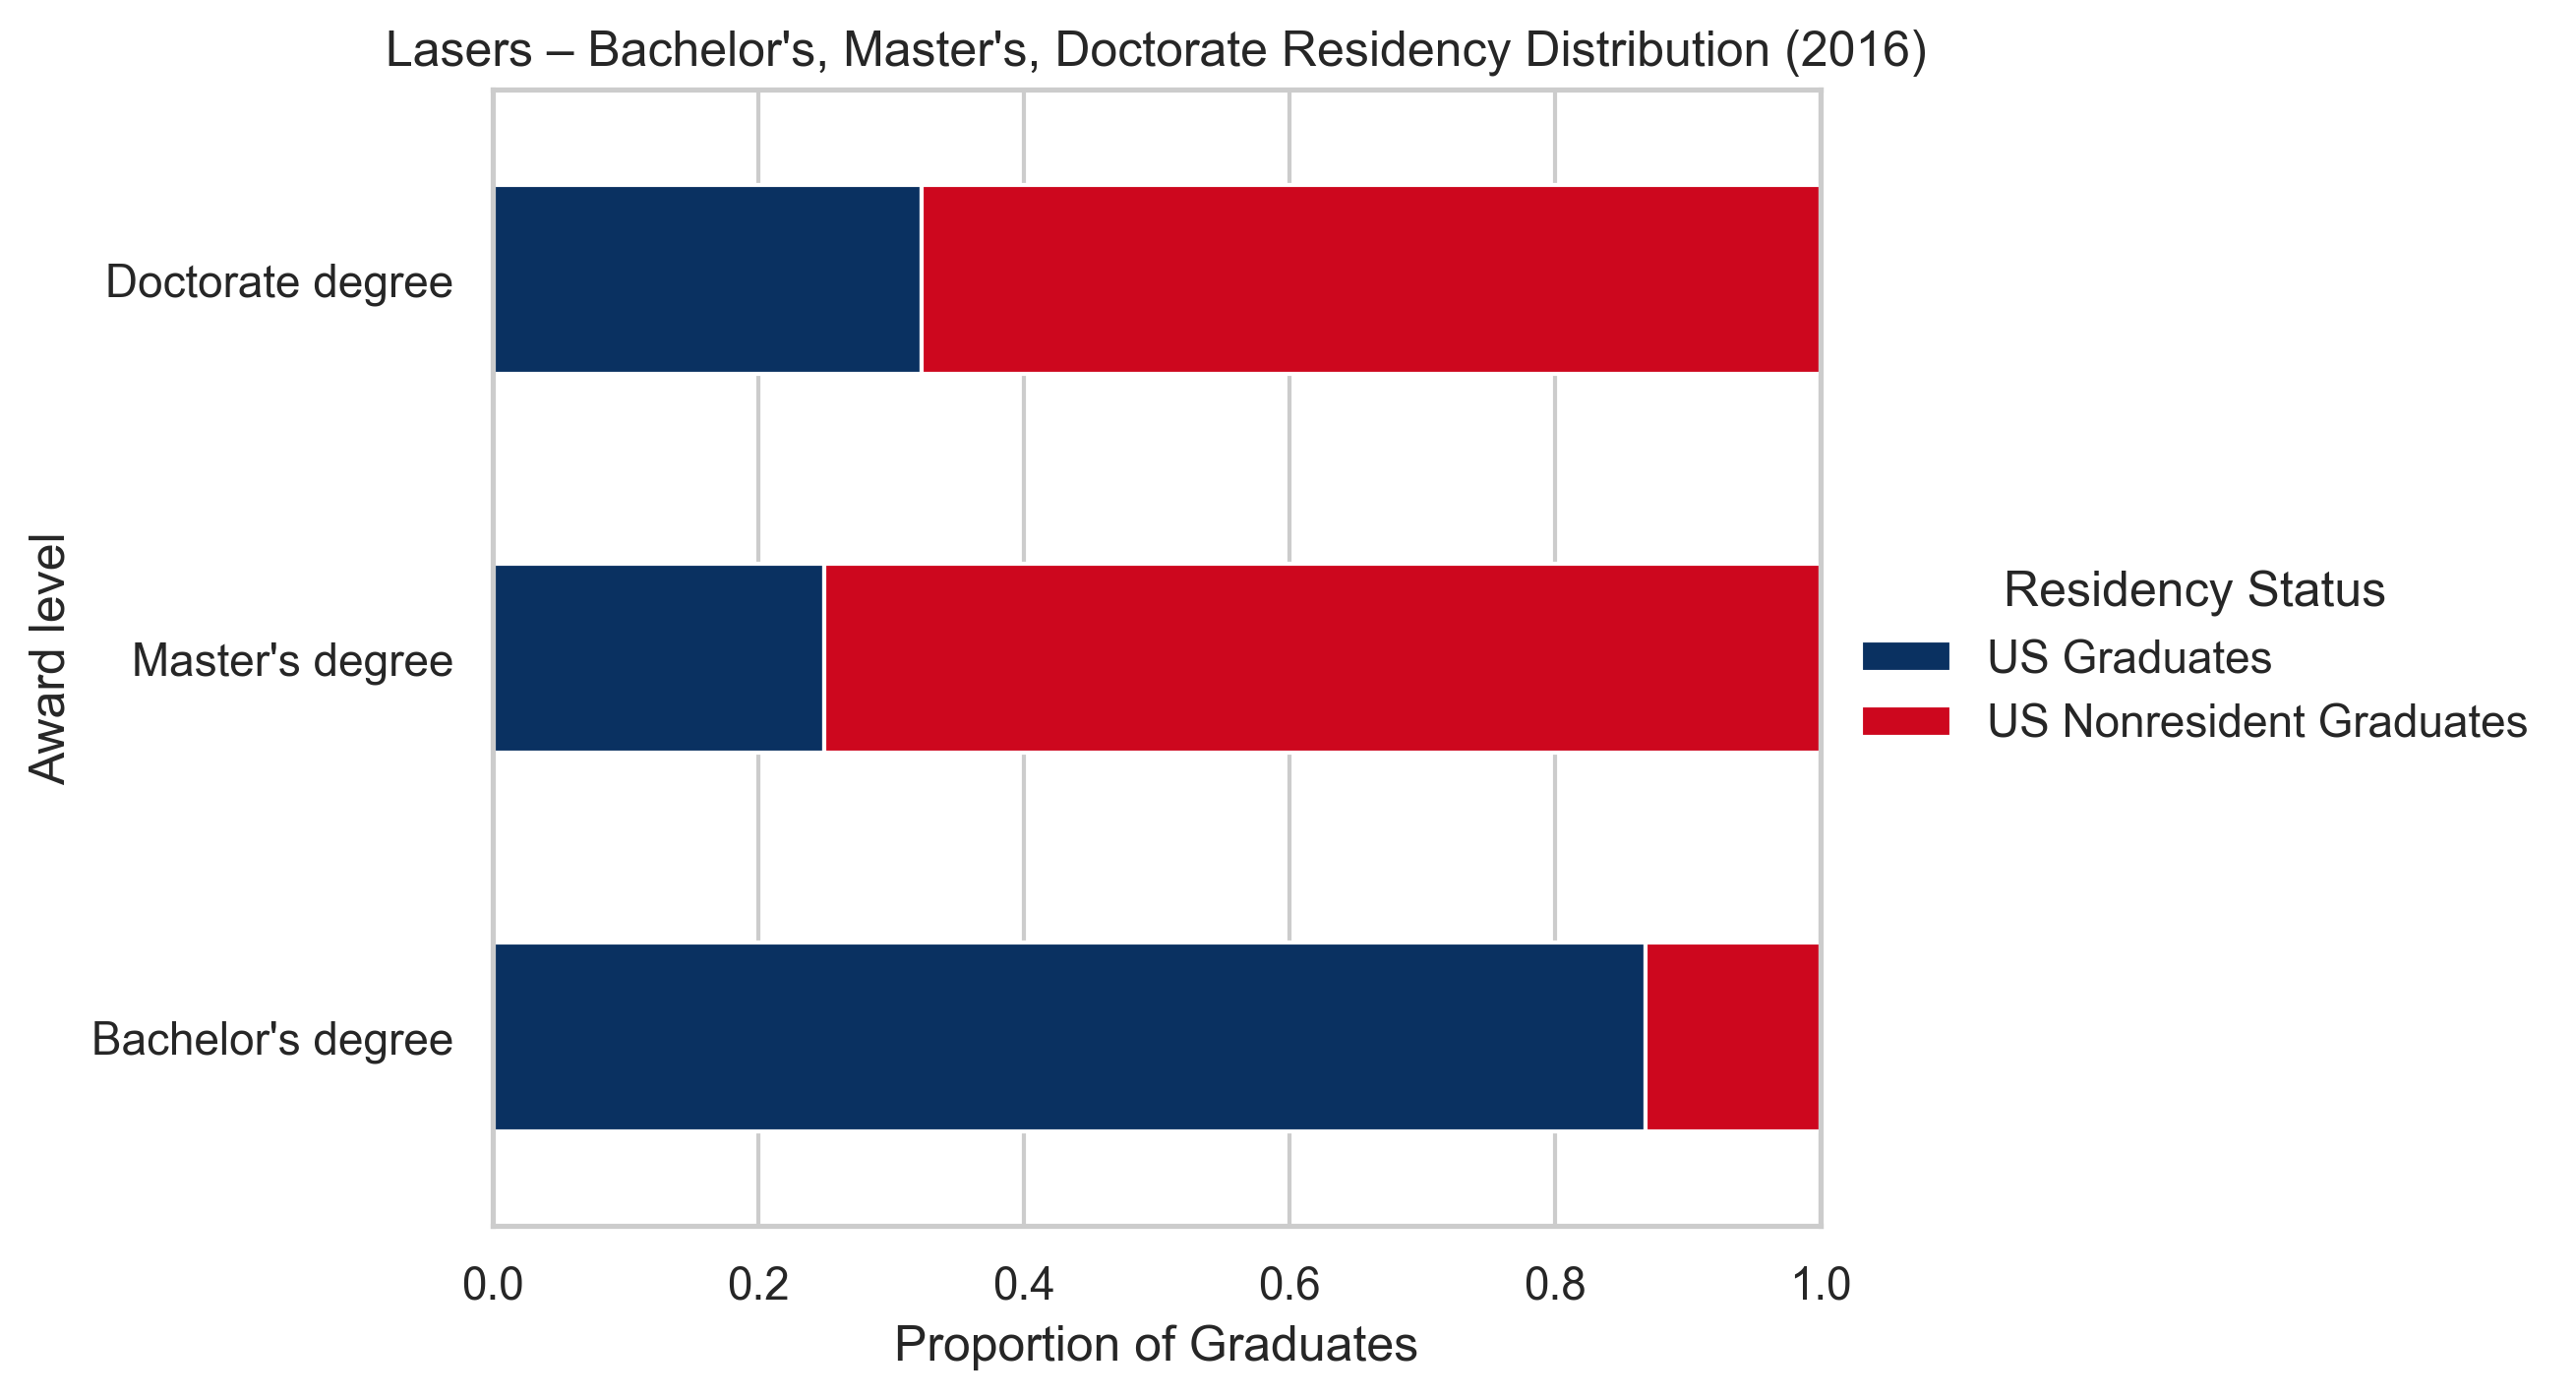 Lasers – Bachelor's, Master's, Doctorate Residency Distribution (2016)
Award level
Doctorate degree
Master's degree
Bachelor's degree
0.0 0.2 0.4 0.6 0.8 1.0
Proportion of Graduates
Residency Status
US Graduates
US Nonresident Graduates